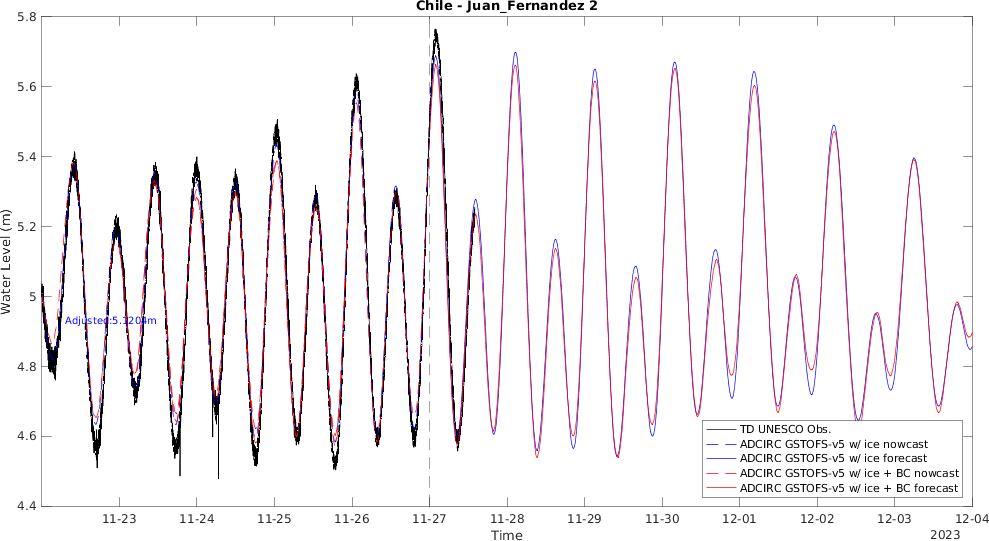 Chile - Juan_Fernandez 2
5.8
5.6
5.4
5.2
5
4.8
4.6
4.4
Water Level (m)
Adjusted:5.1204m
TD UNESCO Obs.
ADCIRC GSTOFS-v5 w/ ice nowcast
ADCIRC GSTOFS-v5 w/ ice forecast
ADCIRC GSTOFS-v5 w/ ice + BC nowcast
ADCIRC GSTOFS-v5 w/ ice + BC forecast
11-23 11-24 11-25 11-26 11-27 11-28 11-29 11-30 12-01 12-02 12-03 12-04
Time
2023